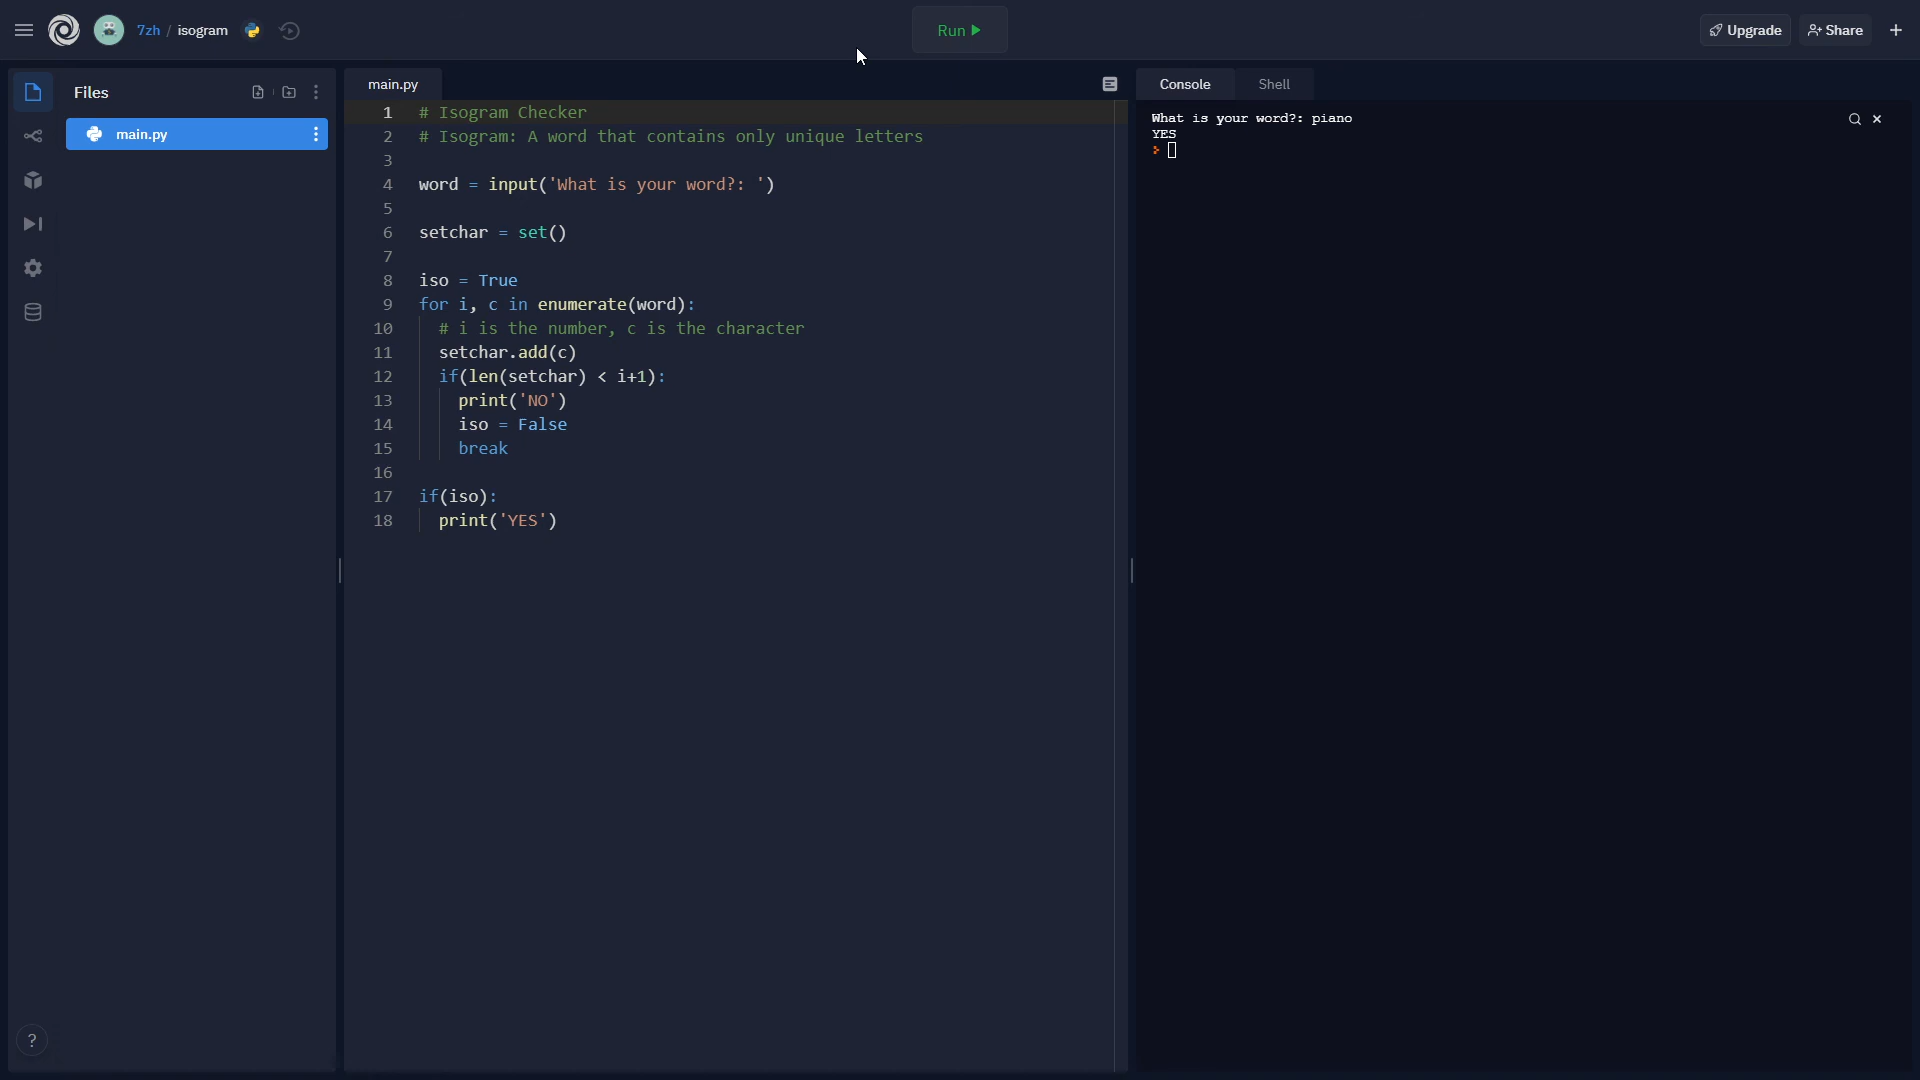 7zh / isogram
Run
Upgrade
Share
Files
main.py
main.py
1 # Isogram Checker
2 # Isogram: A word that contains only unique letters
3
4 word = input('What is your word?: ')
5
6 setchar = set()
7
8 iso = True
9 for i, c in enumerate(word):
10 # i is the number, c is the character
11 setchar.add(c)
12 if(len(setchar) < i+1):
13 print('NO')
14 iso = False
15 break
16
17 if(iso):
18 print('YES')
Console
Shell
What is your word?: piano
YES
?